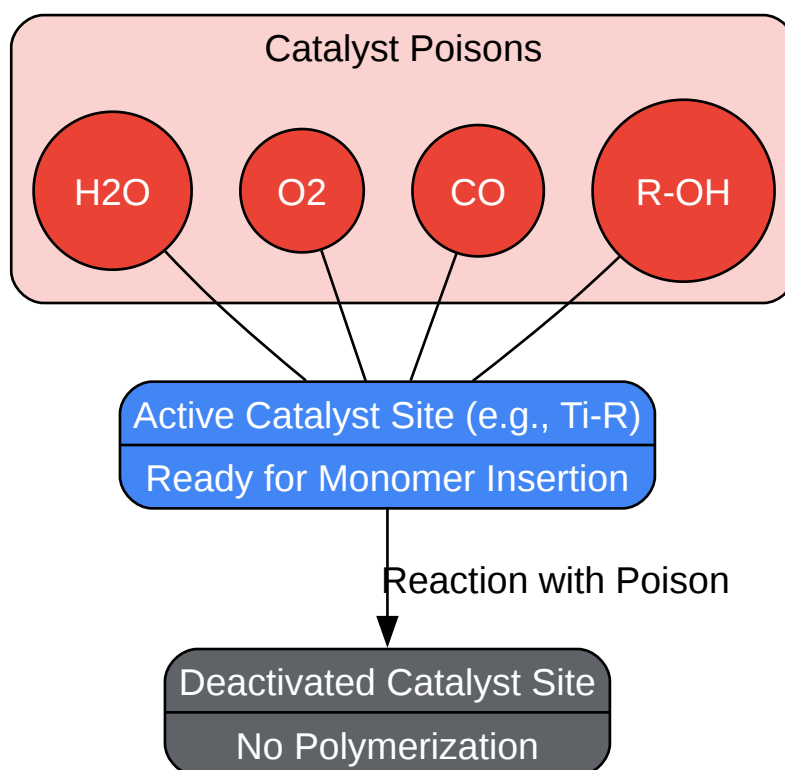 Catalyst Poisons
H2O
O2
CO
R-OH
Active Catalyst Site (e.g., Ti-R)
Ready for Monomer Insertion
Reaction with Poison
Deactivated Catalyst Site
No Polymerization